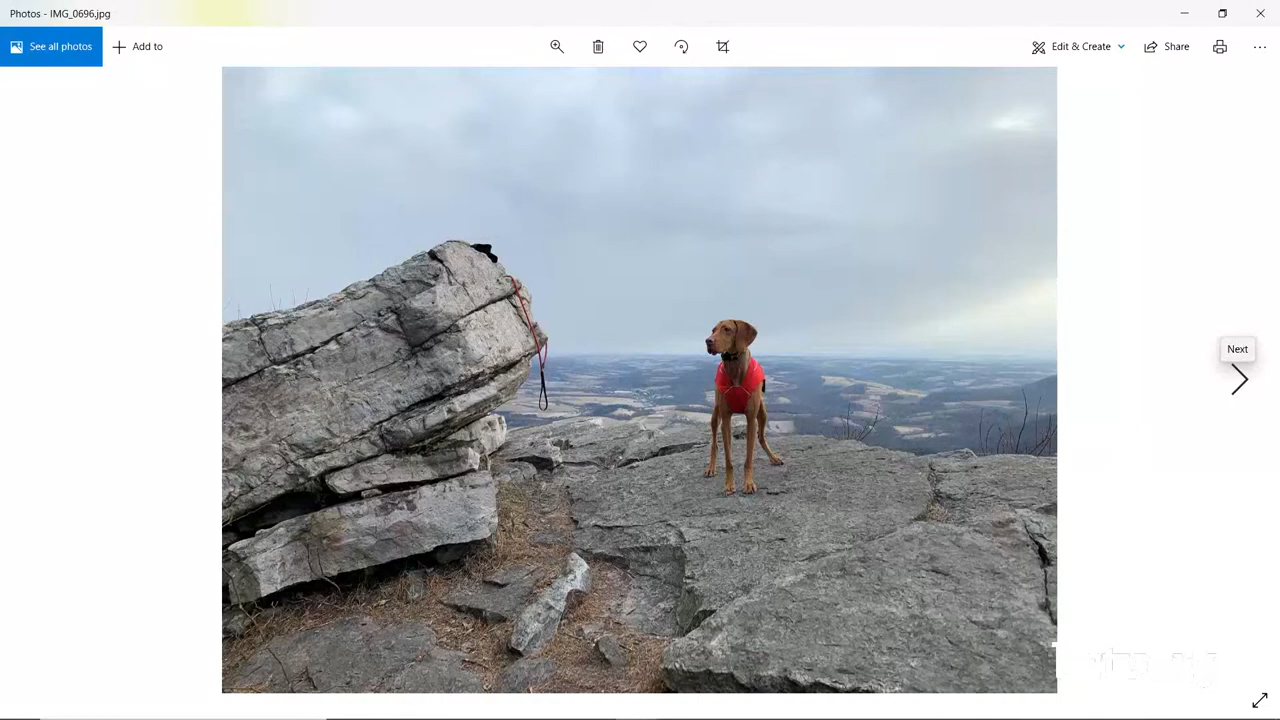 Photos - IMG_0696.jpg
See all photos
Add to
Edit & Create
Share
Next